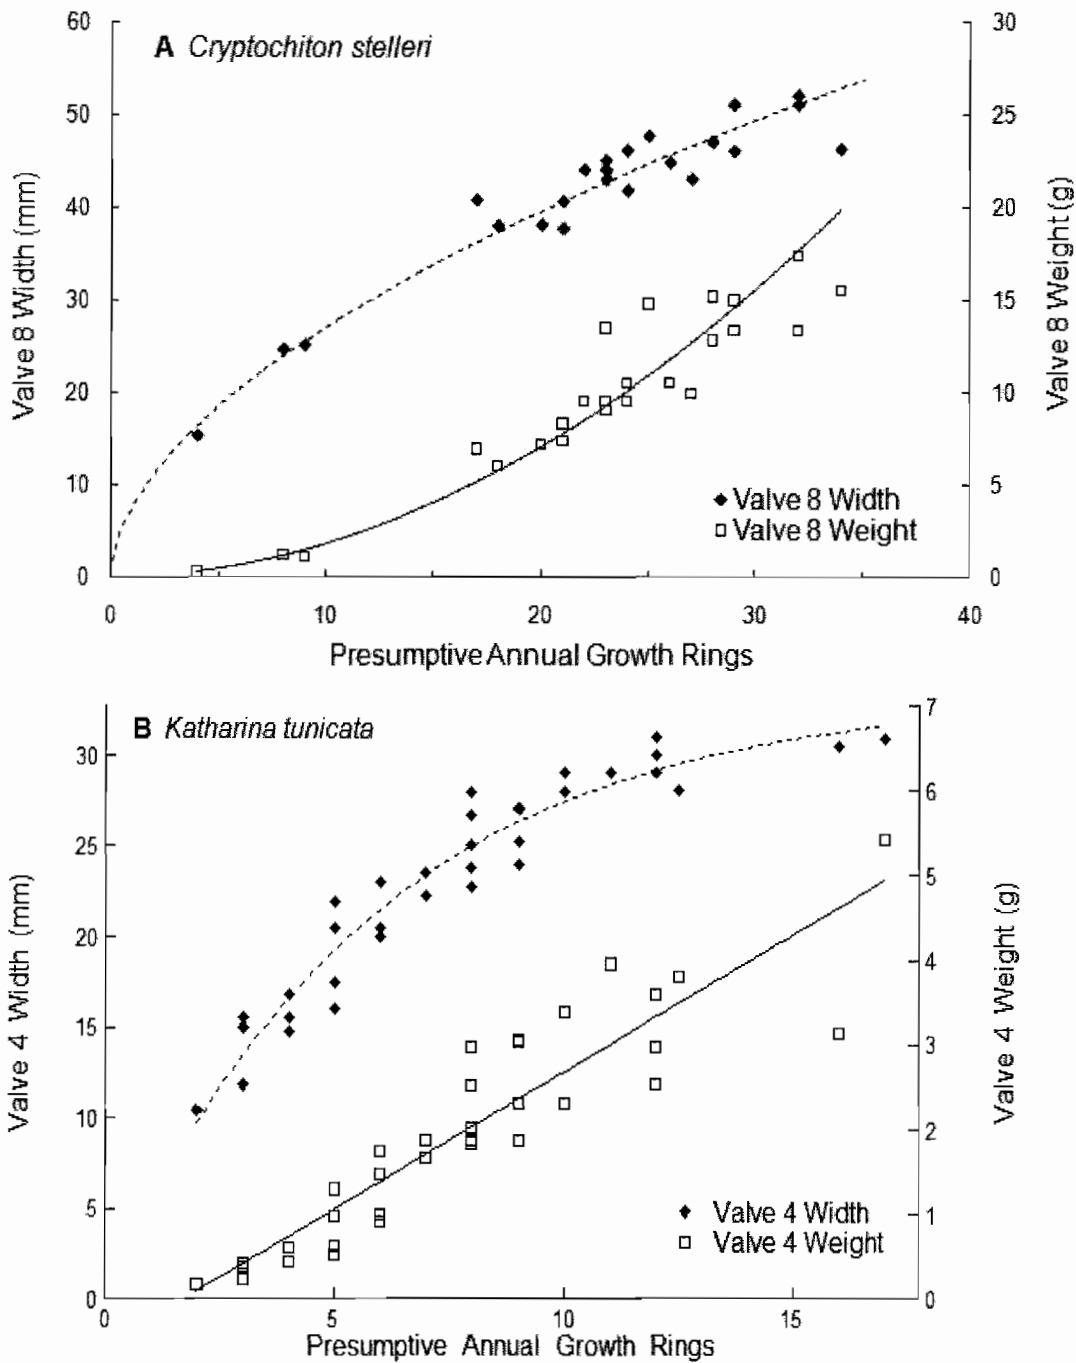 A Cryptochiton stelleri
60
50
40
30
20
10
0
30
25
20
15
10
5
0
Valve 8 Width (mm)
Valve 8 Weight (g)
Valve 8 Width
Valve 8 Weight
0 10 20 30 40
Presumptive Annual Growth Rings
B Katharina tunicata
30
25
20
15
10
5
0
7
6
5
4
3
2
1
0
Valve 4 Width (mm)
Valve 4 Weight (g)
Valve 4 Width
Valve 4 Weight
0 5 10 15
Presumptive Annual Growth Rings